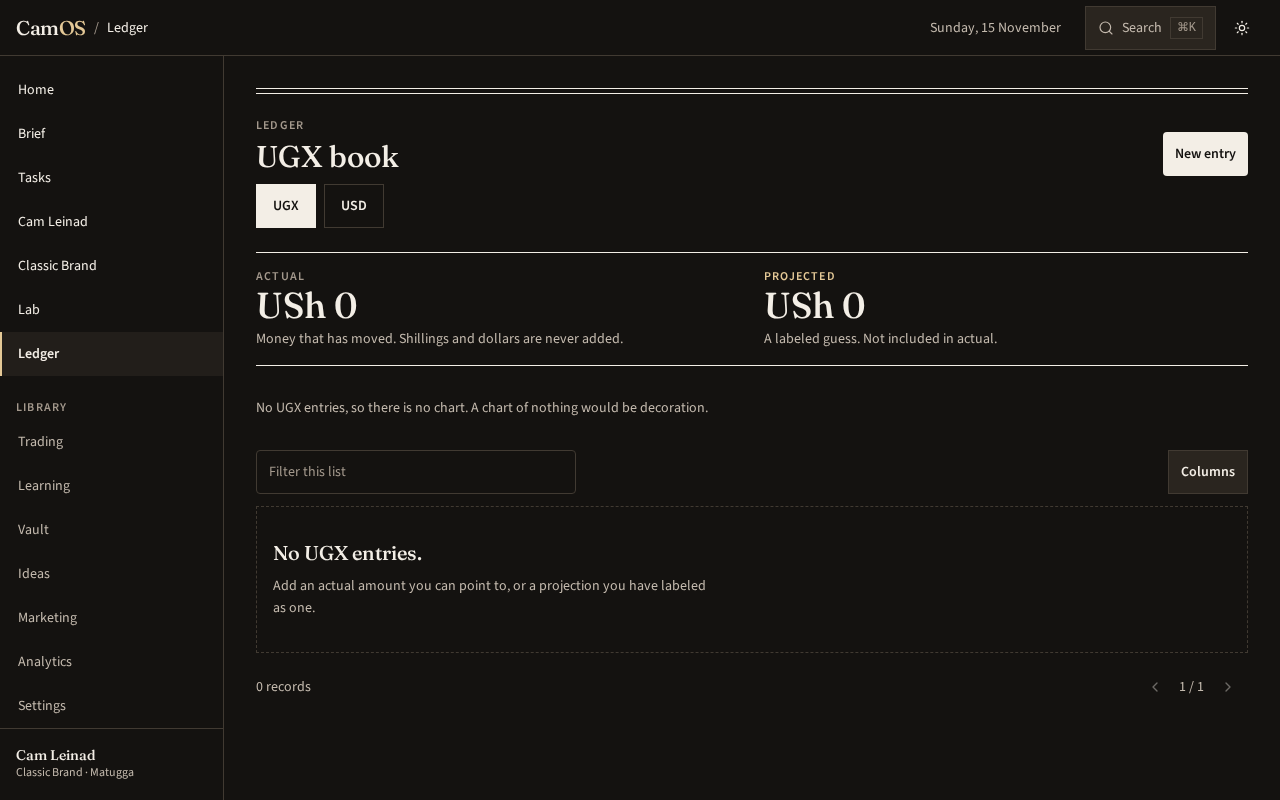 CamOS / Ledger
Sunday, 15 November
Search ⌘K
Home
Brief
Tasks
Cam Leinad
Classic Brand
Lab
Ledger
LIBRARY
Trading
Learning
Vault
Ideas
Marketing
Analytics
Settings
Cam Leinad
Classic Brand · Matugga
LEDGER
UGX book
New entry
UGX
USD
ACTUAL
USh 0
Money that has moved. Shillings and dollars are never added.
PROJECTED
USh 0
A labeled guess. Not included in actual.
No UGX entries, so there is no chart. A chart of nothing would be decoration.
Filter this list
Columns
No UGX entries.
Add an actual amount you can point to, or a projection you have labeled
as one.
0 records
1 / 1